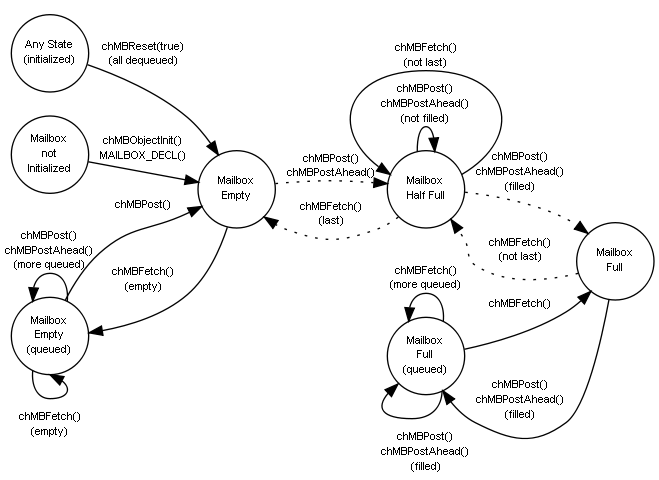 Any State
(initialized)
chMBReset(true)
(all dequeued)
chMBFetch()
(not last)
chMBPost()
chMBPostAhead()
(not filled)
Mailbox
not
Initialized
chMBObjectInit()
MAILBOX_DECL()
Mailbox
Empty
chMBPost()
chMBPostAhead()
Mailbox
Half Full
chMBPost()
chMBPostAhead()
(filled)
chMBPost()
chMBFetch()
(last)
chMBPost()
chMBPostAhead()
(more queued)
chMBFetch()
(empty)
chMBFetch()
(not last)
Mailbox
Full
chMBFetch()
(more queued)
chMBFetch()
Mailbox
Empty
(queued)
Mailbox
Full
(queued)
chMBPost()
chMBPostAhead()
(filled)
chMBFetch()
(empty)
chMBPost()
chMBPostAhead()
(filled)